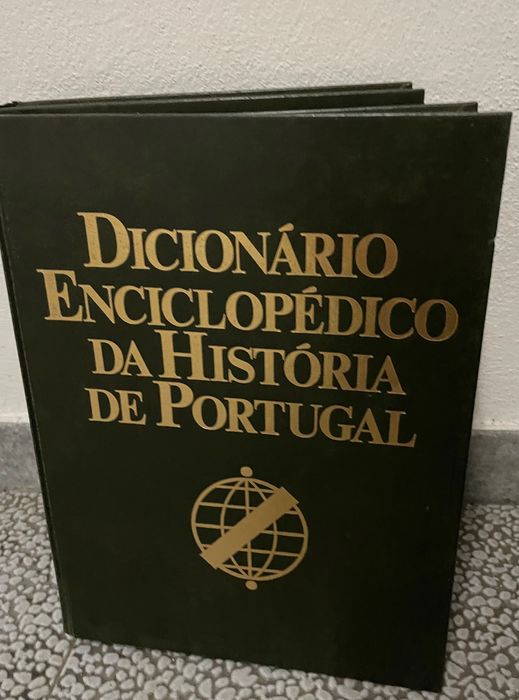 DICIONÁRIO
ENCICLOPÉDICO
DA HISTÓRIA
DE PORTUGAL